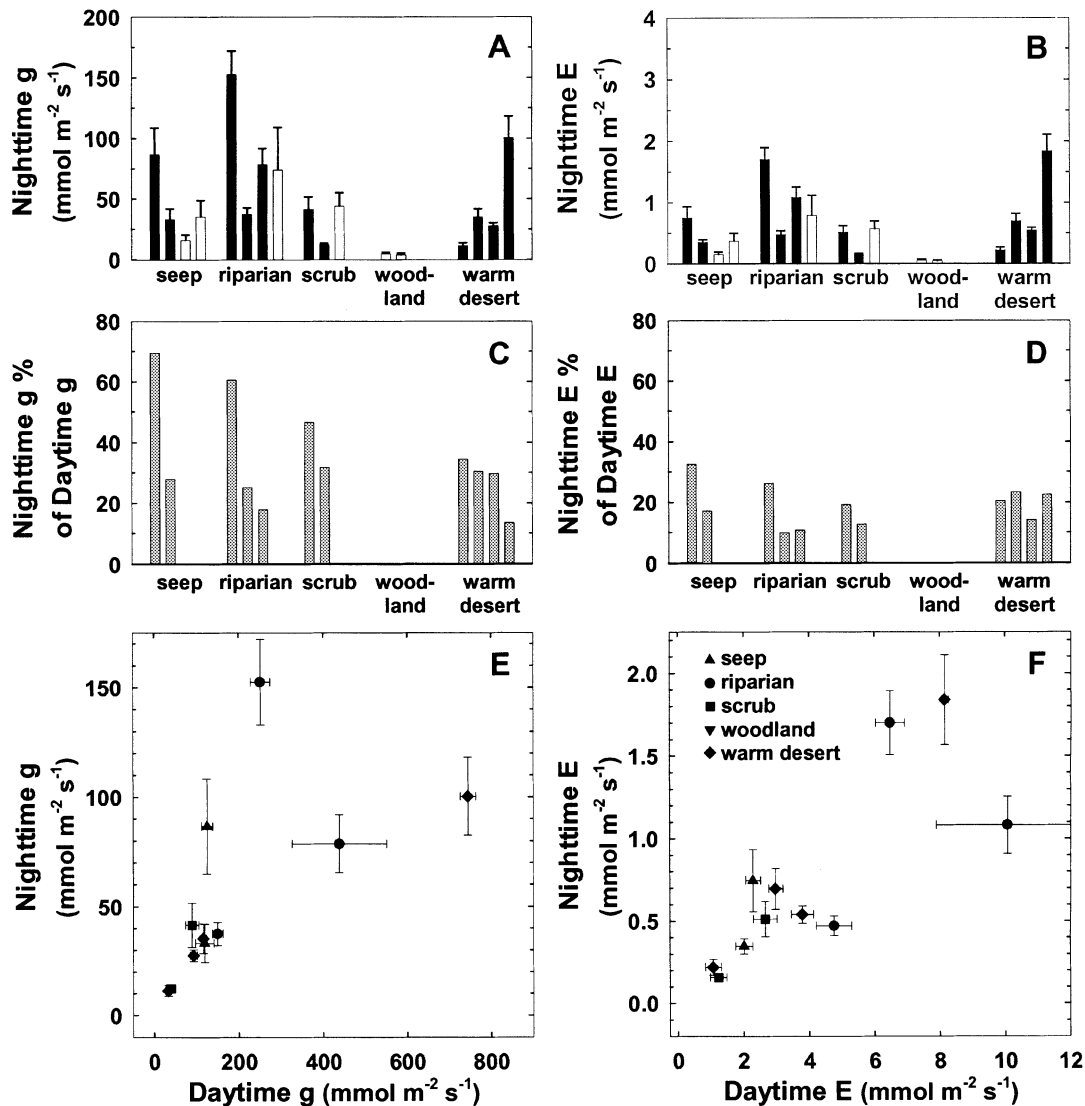 A
Nighttime g
(mmol m-2 s-1)
200
150
100
50
0
seep riparian scrub wood- warm
land desert
B
Nighttime E
(mmol m-2 s-1)
4
3
2
1
0
seep riparian scrub wood- warm
land desert
C
Nighttime g %
of Daytime g
80
60
40
20
0
seep riparian scrub wood- warm
land desert
D
Nighttime E %
of Daytime E
80
60
40
20
0
seep riparian scrub wood- warm
land desert
E
Nighttime g
(mmol m-2 s-1)
150
100
50
0
0 200 400 600 800
Daytime g (mmol m-2 s-1)
F
seep
riparian
scrub
woodland
warm desert
Nighttime E
(mmol m-2 s-1)
2.0
1.5
1.0
0.5
0.0
0 2 4 6 8 10 12
Daytime E (mmol m-2 s-1)